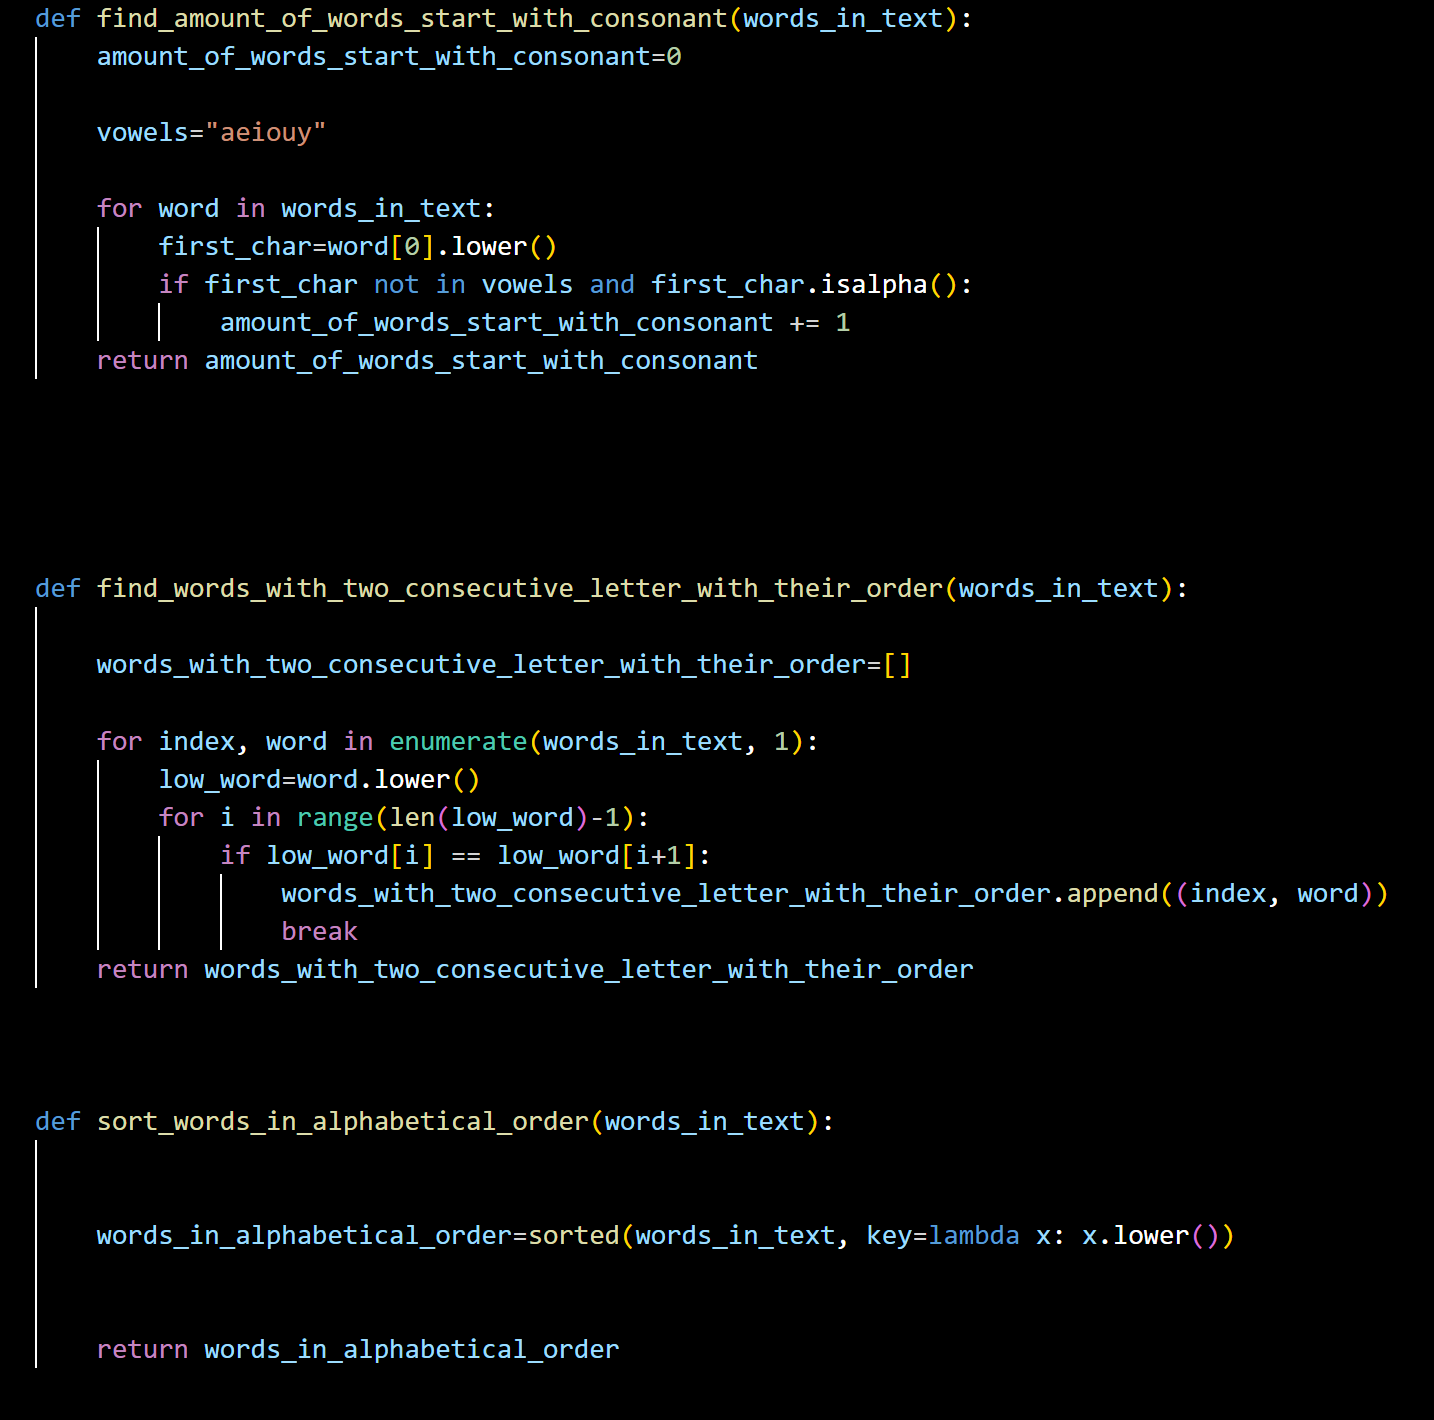 def find_amount_of_words_start_with_consonant(words_in_text):
    amount_of_words_start_with_consonant=0
    vowels="aeiouy"
    for word in words_in_text:
        first_char=word[0].lower()
        if first_char not in vowels and first_char.isalpha():
            amount_of_words_start_with_consonant += 1
    return amount_of_words_start_with_consonant
def find_words_with_two_consecutive_letter_with_their_order(words_in_text):
    words_with_two_consecutive_letter_with_their_order=[]
    for index, word in enumerate(words_in_text, 1):
        low_word=word.lower()
        for i in range(len(low_word)-1):
            if low_word[i] == low_word[i+1]:
                words_with_two_consecutive_letter_with_their_order.append((index, word))
                break
    return words_with_two_consecutive_letter_with_their_order
def sort_words_in_alphabetical_order(words_in_text):
    words_in_alphabetical_order=sorted(words_in_text, key=lambda x: x.lower())
    return words_in_alphabetical_order